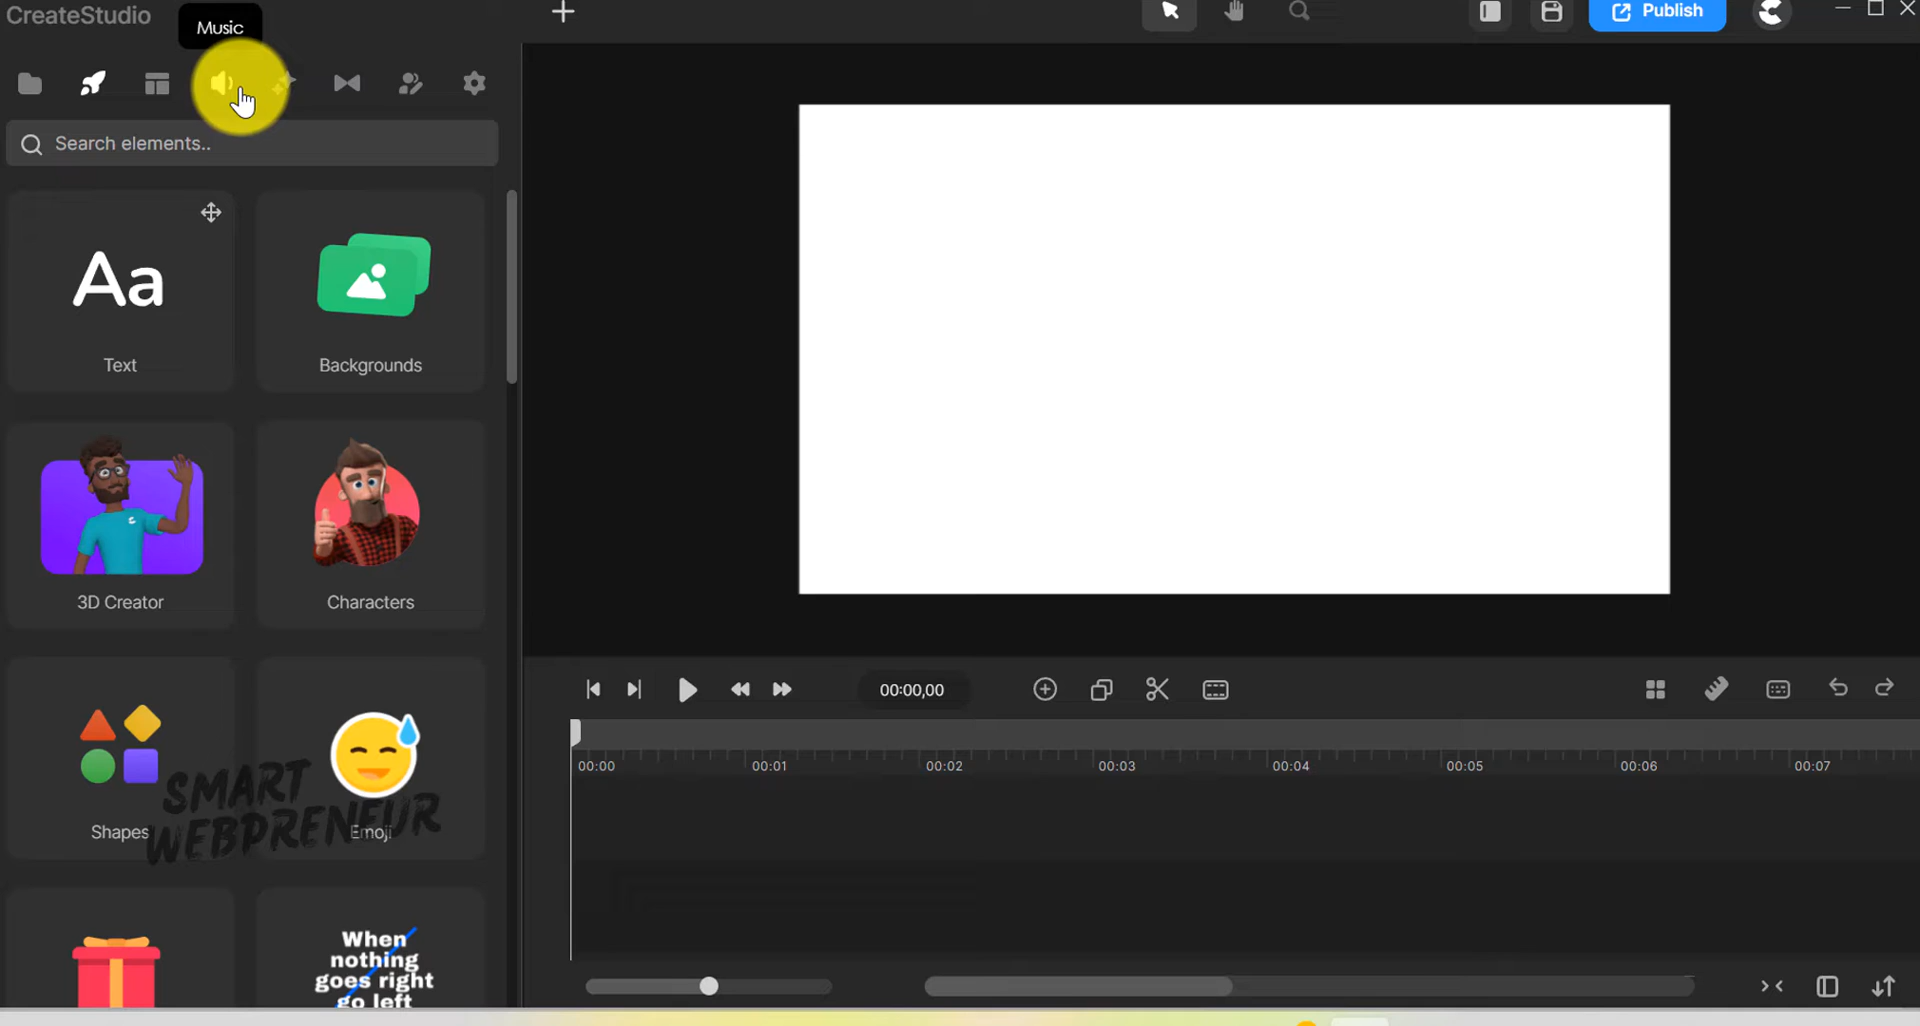 CreateStudio
Music
Publish
Search elements..
Aa
Text
Backgrounds
3D Creator
Characters
Shapes
Emoji
SMART
WEBPRENEUR
When
nothing
goes right
go left
00:00,00
00:00
00:01
00:02
00:03
00:04
00:05
00:06
00:07